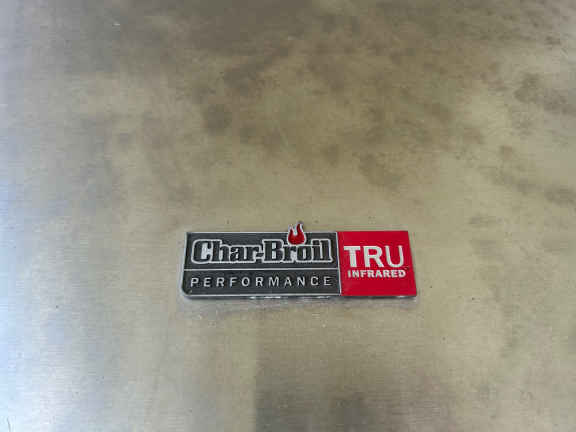 Char-Broil
PERFORMANCE
TRU
INFRARED